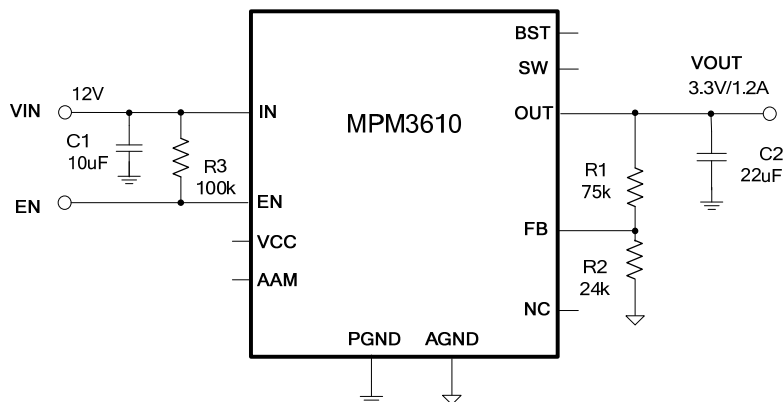 BST
SW
VOUT
3.3V/1.2A
VIN
12V
IN
MPM3610
OUT
C1
10uF
R3
100k
R1
75k
C2
22uF
EN
EN
VCC
AAM
FB
R2
24k
NC
PGND
AGND